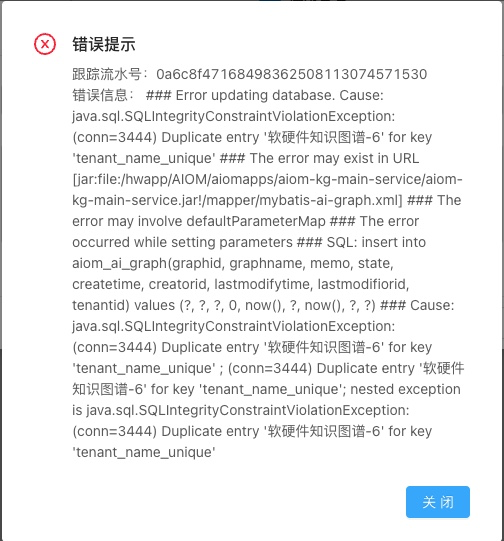 错误提示
跟踪流水号：0a6c8f47168498362508113074571530
错误信息： ### Error updating database. Cause:
java.sql.SQLIntegrityConstraintViolationException:
(conn=3444) Duplicate entry '软硬件知识图谱-6' for key
'tenant_name_unique' ### The error may exist in URL
[jar:file:/hwapp/AIOM/aiomapps/aiom-kg-main-service/aiom-
kg-main-service.jar!/mapper/mybatis-ai-graph.xml] ### The
error may involve defaultParameterMap ### The error
occurred while setting parameters ### SQL: insert into
aiom_ai_graph(graphid, graphname, memo, state,
createtime, creatorid, lastmodifytime, lastmodifiorid,
tenantid) values (?, ?, ?, 0, now(), ?, now(), ?, ?) ### Cause:
java.sql.SQLIntegrityConstraintViolationException:
(conn=3444) Duplicate entry '软硬件知识图谱-6' for key
'tenant_name_unique' ; (conn=3444) Duplicate entry '软硬件
知识图谱-6' for key 'tenant_name_unique'; nested exception
is java.sql.SQLIntegrityConstraintViolationException:
(conn=3444) Duplicate entry '软硬件知识图谱-6' for key
'tenant_name_unique'
关 闭